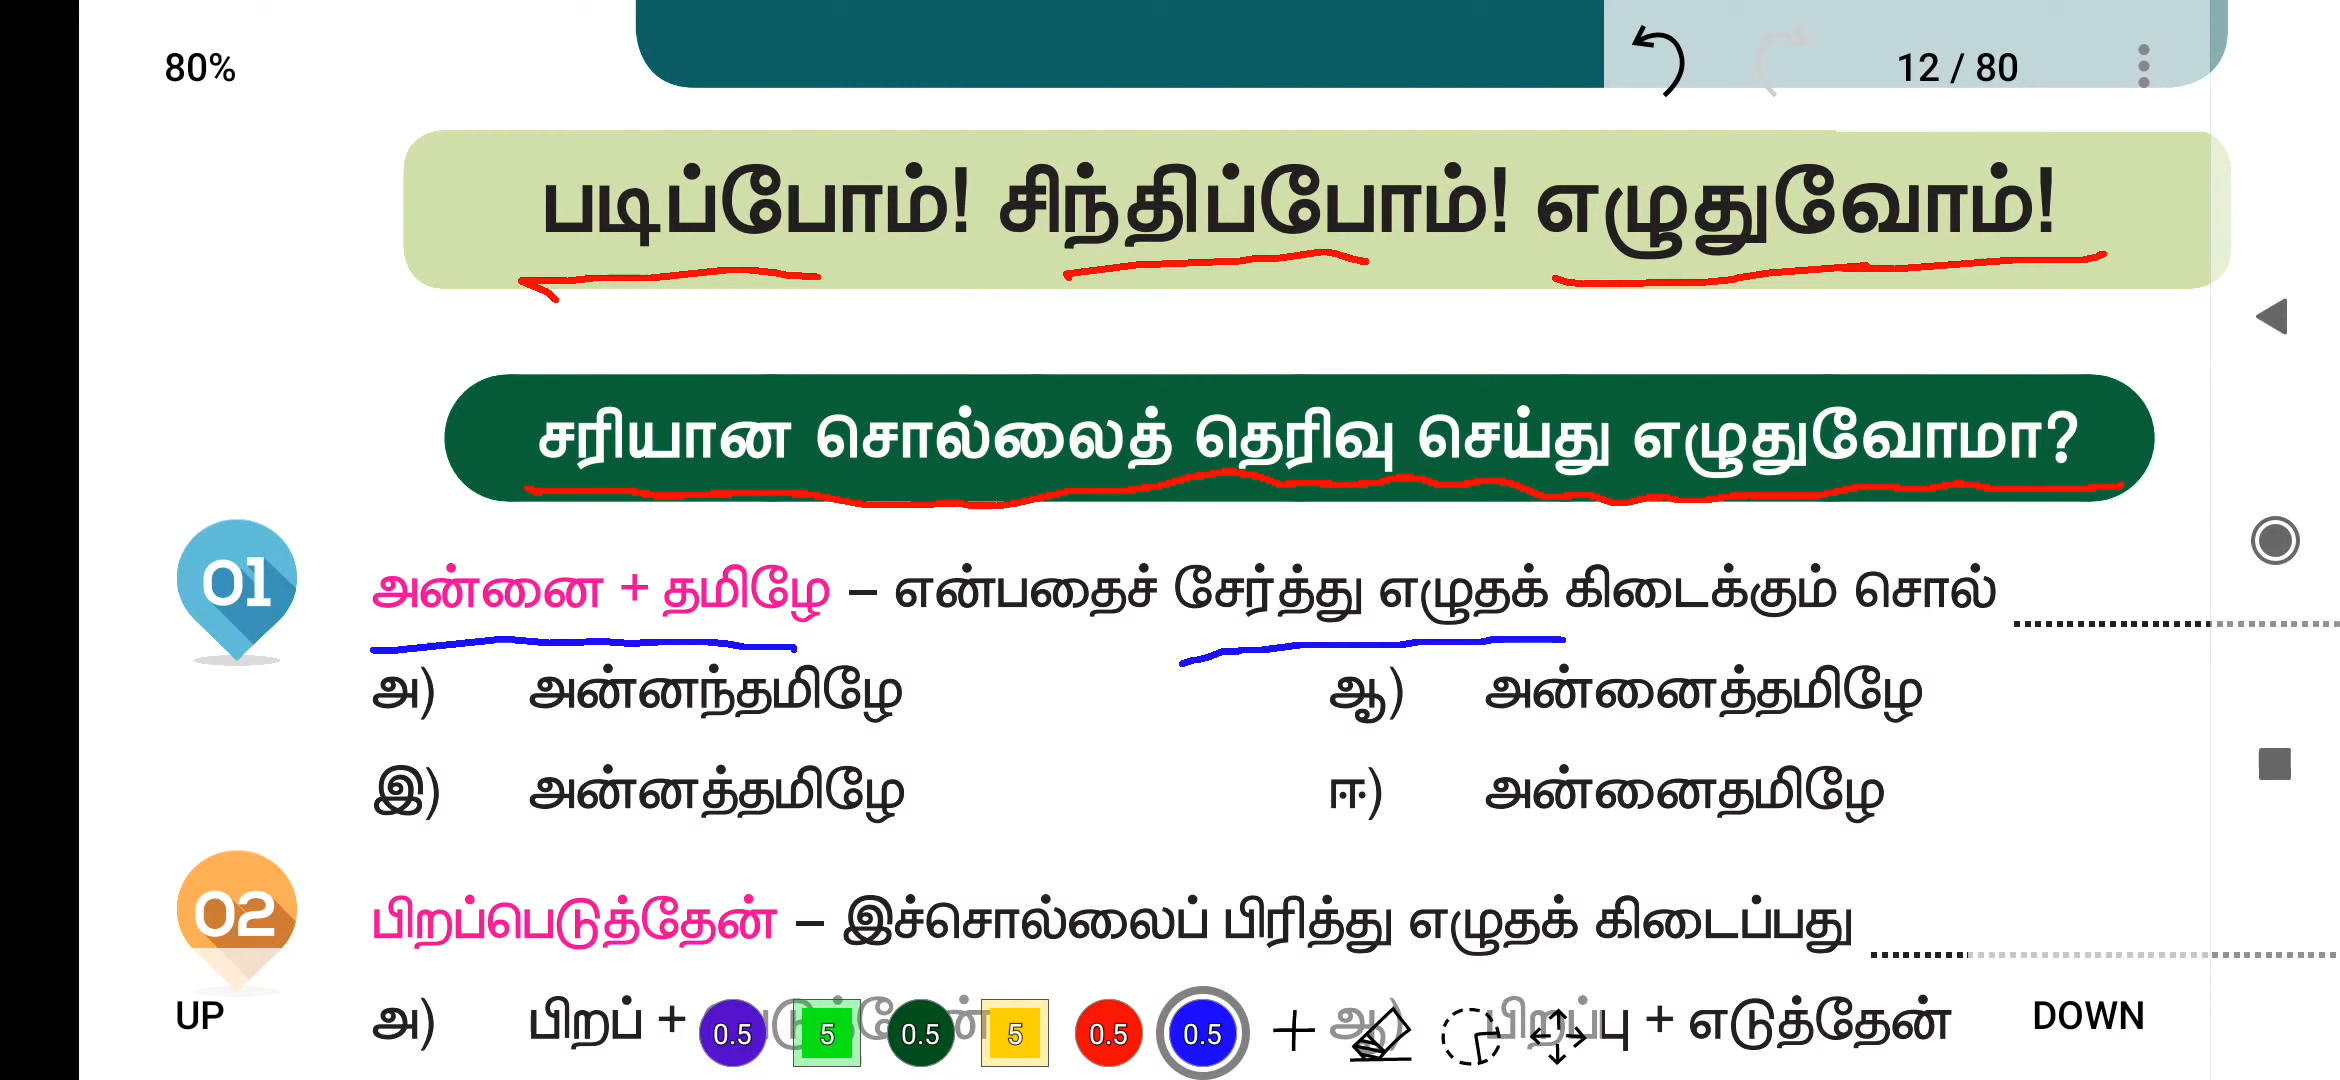 80%
12 / 80
படிப்போம்! சிந்திப்போம்! எழுதுவோம்!
சரியான சொல்லைத் தெரிவு செய்து எழுதுவோமா?
01 அன்னை + தமிழே – என்பதைச் சேர்த்து எழுதக் கிடைக்கும் சொல்
அ) அன்னந்தமிழே ஆ) அன்னைத்தமிழே
இ) அன்னத்தமிழே ஈ) அன்னைதமிழே
02 பிறப்பெடுத்தேன் – இச்சொல்லைப் பிரித்து எழுதக் கிடைப்பது
UP அ) பிறப் + ஆ) பிறப்பு + எடுத்தேன் DOWN
0.5 5 0.5 5 0.5 0.5